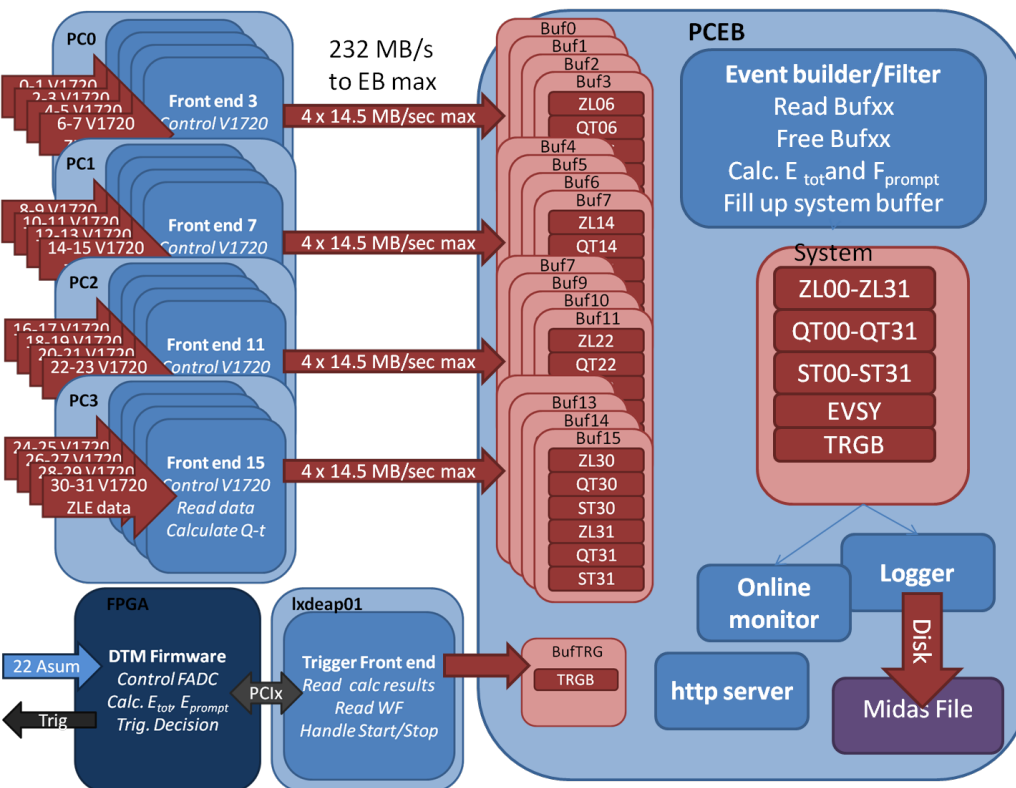 PC0
0-1 V1720
2-3 V1720
4-5 V1720
6-7 V1720
Front end 3
Control V1720
232 MB/s
to EB max
4 x 14.5 MB/sec max
Buf0
Buf1
Buf2
Buf3
ZL06
QT06
PC1
8-9 V1720
10-11 V1720
12-13 V1720
14-15 V1720
Front end 7
Control V1720
4 x 14.5 MB/sec max
Buf4
Buf5
Buf6
Buf7
ZL14
QT14
PC2
16-17 V1720
18-19 V1720
20-21 V1720
22-23 V1720
Front end 11
Control V1720
4 x 14.5 MB/sec max
Buf7
Buf9
Buf10
Buf11
ZL22
QT22
PC3
24-25 V1720
26-27 V1720
28-29 V1720
30-31 V1720
ZLE data
Front end 15
Control V1720
Read data
Calculate Q-t
4 x 14.5 MB/sec max
Buf13
Buf14
Buf15
ZL30
QT30
ST30
ZL31
QT31
ST31
FPGA
22 Asum
Trig
DTM Firmware
Control FADC
Calc. Etot, Eprompt
Trig. Decision
PCIx
lxdeap01
Trigger Front end
Read calc results
Read WF
Handle Start/Stop
BufTRG
TRGB
PCEB
Event builder/Filter
Read Bufxx
Free Bufxx
Calc. E tot and Fprompt
Fill up system buffer
System
ZL00-ZL31
QT00-QT31
ST00-ST31
EVSY
TRGB
Online
monitor
Logger
Disk
http server
Midas File